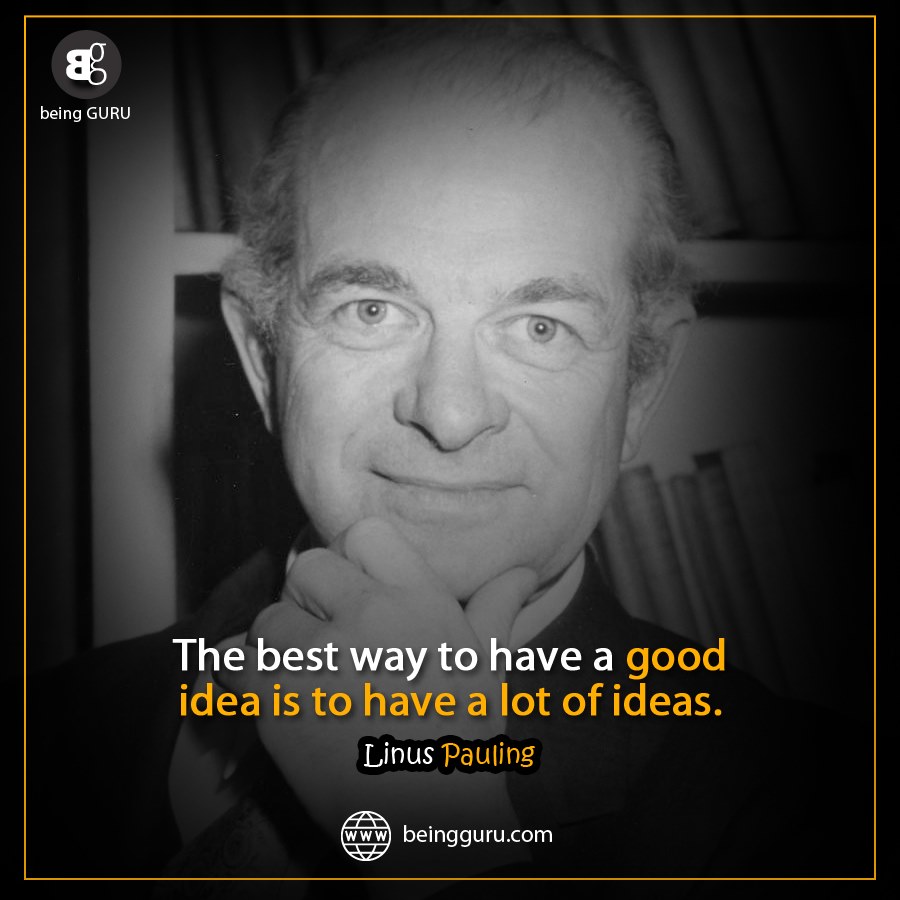 being GURU
The best way to have a good
idea is to have a lot of ideas.
Linus Pauling
www beingguru.com